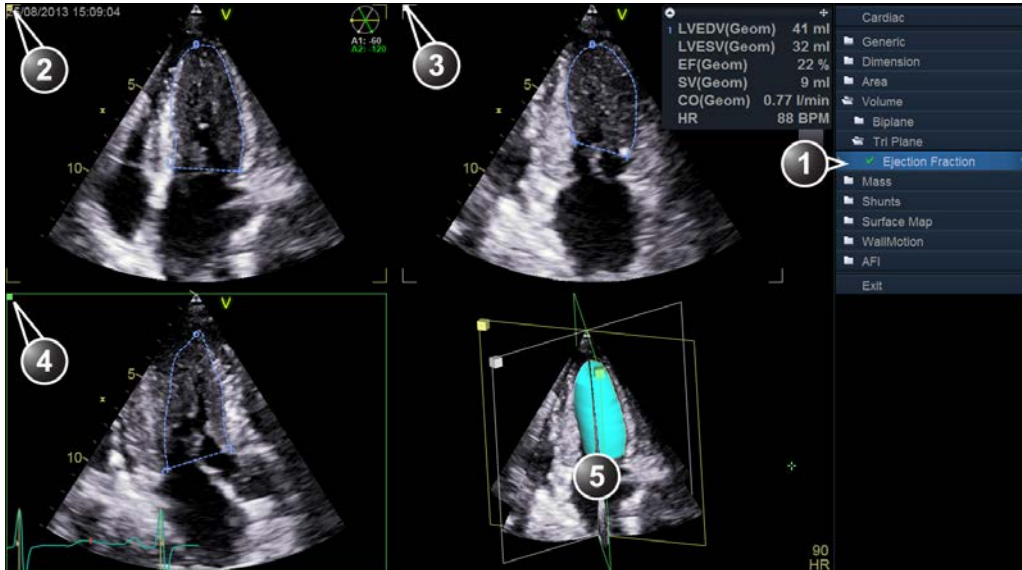 25/08/2013 15:09:04
V
A1: -60
A2: -120
2
5
10
V
3
5
10
LVEDV(Geom) 41 ml
1
LVESV(Geom) 32 ml
EF(Geom) 22 %
SV(Geom) 9 ml
CO(Geom) 0.77 l/min
HR 88 BPM
Cardiac
Generic
Dimension
Area
Volume
Biplane
Tri Plane
1
Ejection Fraction
Mass
Shunts
Surface Map
WallMotion
AFI
Exit
V
4
5
10
5
90
HR